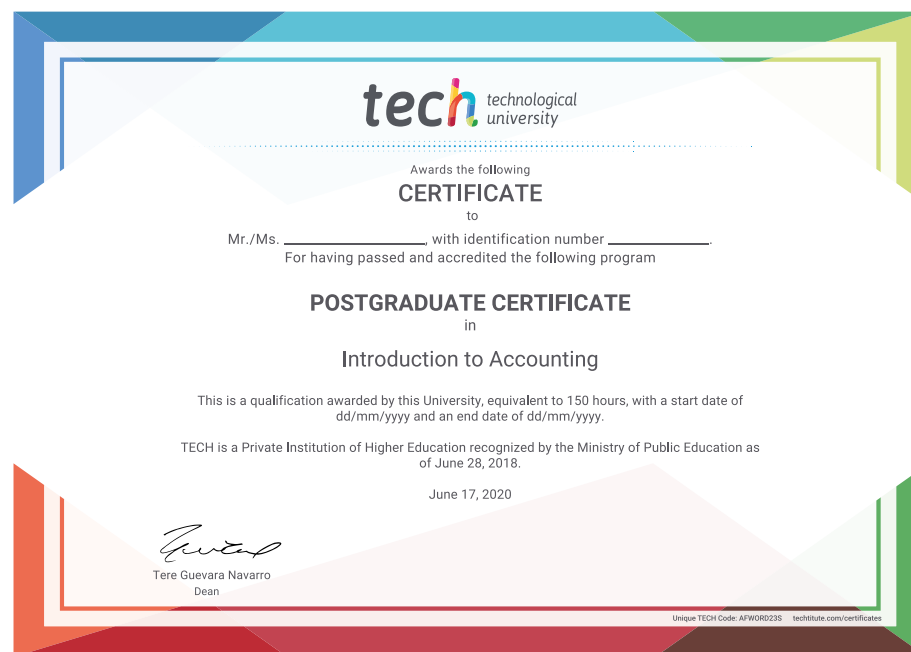 tech technological
university
Awards the following
CERTIFICATE
to
Mr./Ms. ____________, with identification number ____________.
For having passed and accredited the following program
POSTGRADUATE CERTIFICATE
in
Introduction to Accounting
This is a qualification awarded by this University, equivalent to 150 hours, with a start date of
dd/mm/yyyy and an end date of dd/mm/yyyy.
TECH is a Private Institution of Higher Education recognized by the Ministry of Public Education as
of June 28, 2018.
June 17, 2020
Tere Guevara Navarro
Dean
Unique TECH Code: AFWORD23S techtitute.com/certificates